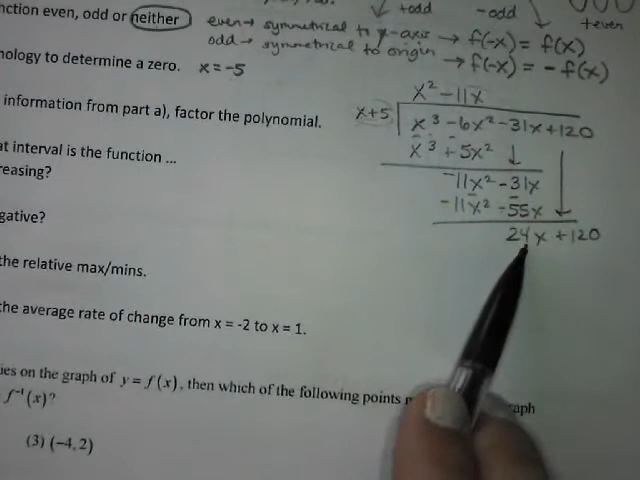 nction even, odd or neither
+odd
-odd
+even
even → symmetrical to y-axis → f(-x) = f(x)
odd → symmetrical to origin → f(-x) = -f(x)
nology to determine a zero. x = -5
information from part a), factor the polynomial.
x² -11x
x+5 x³ -6x² -31x +120
x³ + 5x²
-11x² -31x
-11x² -55x
24x +120
at interval is the function ...
reasing?
gative?
the relative max/mins.
the average rate of change from x = -2 to x = 1.
ies on the graph of y = f(x), then which of the following points
aph
f⁻¹(x)?
(3) (-4, 2)